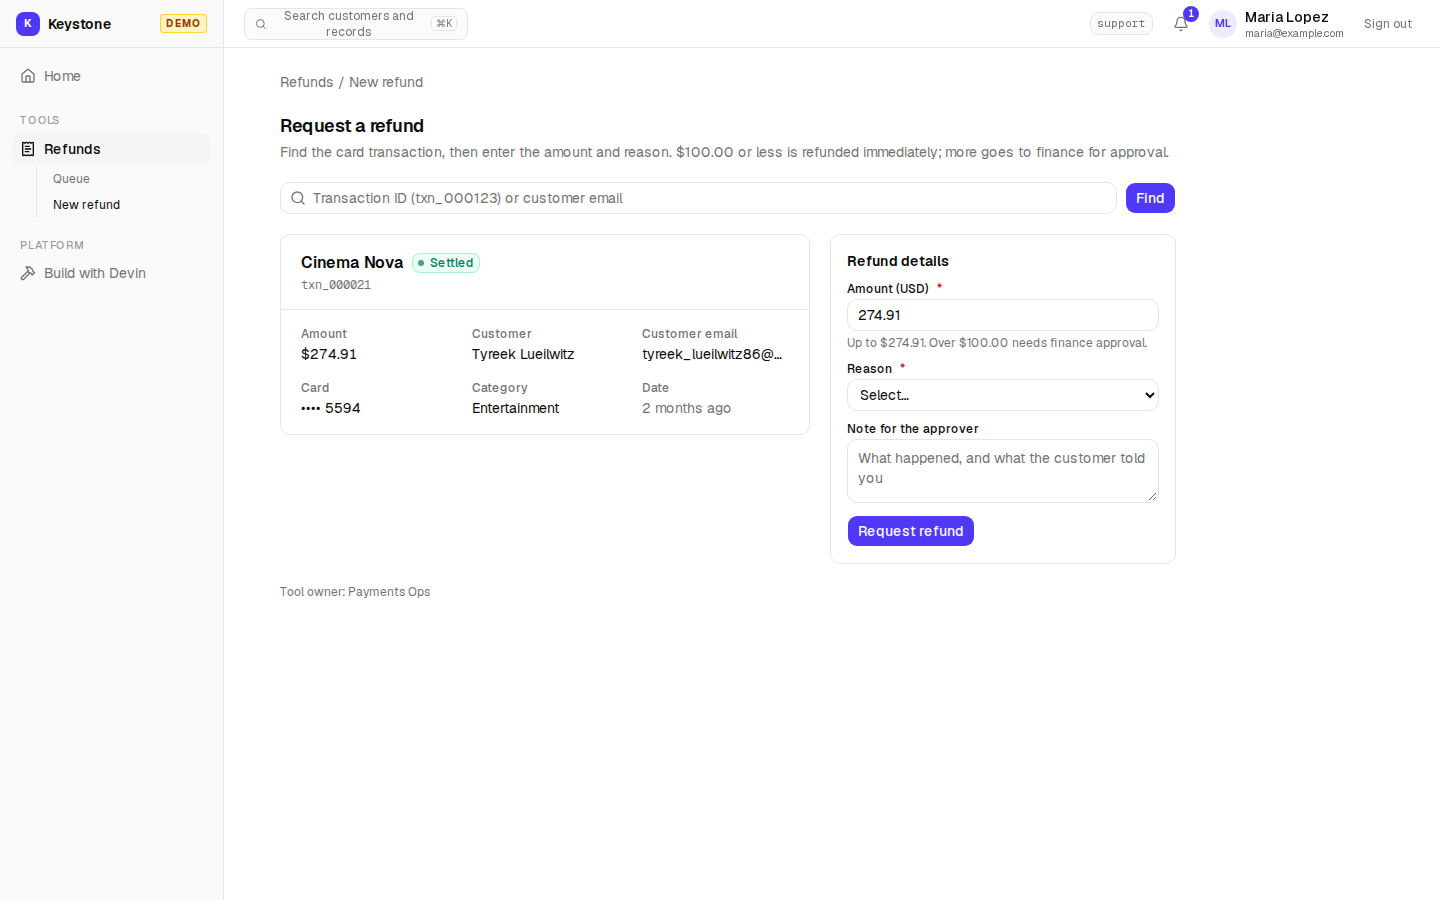 K Keystone DEMO
Search customers and records ⌘K
support
1
ML
Maria Lopez
maria@example.com
Sign out
Home
TOOLS
Refunds
Queue
New refund
PLATFORM
Build with Devin
Refunds / New refund
Request a refund
Find the card transaction, then enter the amount and reason. $100.00 or less is refunded immediately; more goes to finance for approval.
Transaction ID (txn_000123) or customer email
Find
Cinema Nova Settled
txn_000021
Amount Customer Customer email
$274.91 Tyreek Lueilwitz tyreek_lueilwitz86@…
Card Category Date
•••• 5594 Entertainment 2 months ago
Refund details
Amount (USD) *
274.91
Up to $274.91. Over $100.00 needs finance approval.
Reason *
Select...
Note for the approver
What happened, and what the customer told
you
Request refund
Tool owner: Payments Ops